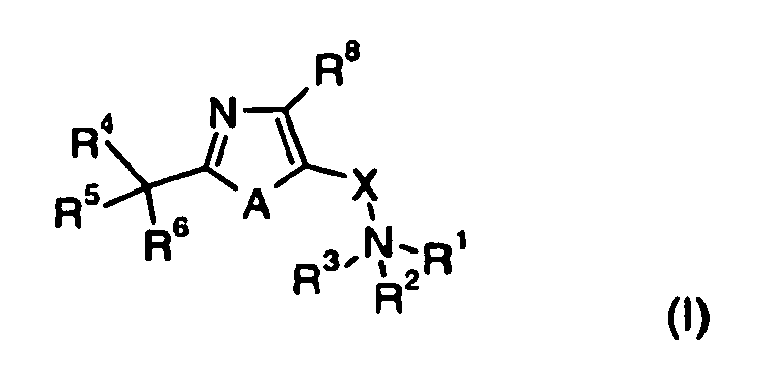 R⁸
N
R⁴
R⁵
A
X
R⁶
N
R¹
R³
R²
(I)